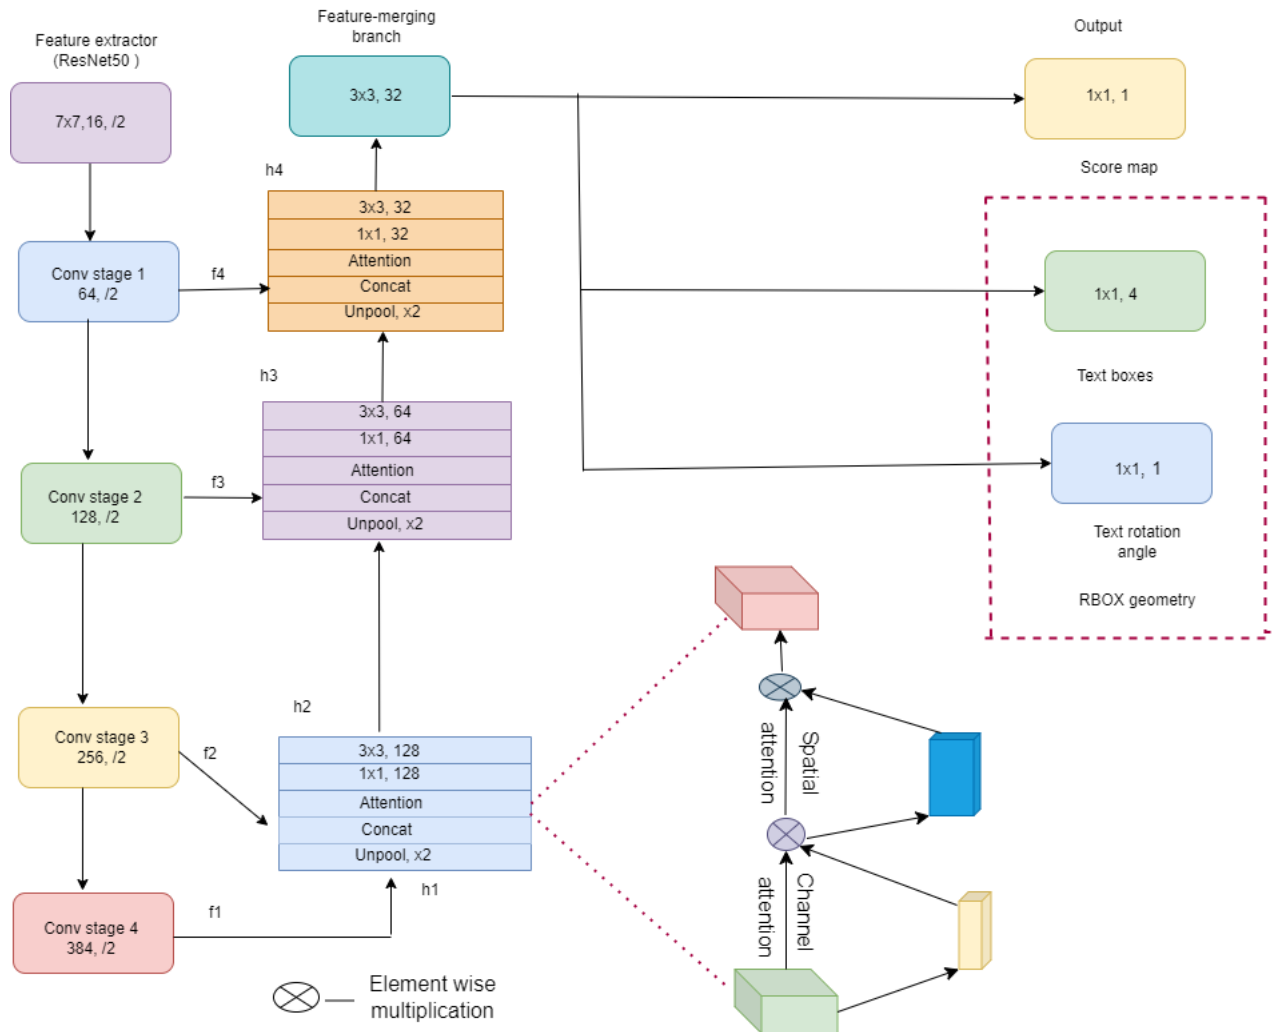 Feature extractor
(ResNet50 )
7x7,16, /2
Conv stage 1
64, /2
f4
Conv stage 2
128, /2
f3
Conv stage 3
256, /2
f2
Conv stage 4
384, /2
f1
Feature-merging
branch
3x3, 32
h4
3x3, 32
1x1, 32
Attention
Concat
Unpool, x2
h3
3x3, 64
1x1, 64
Attention
Concat
Unpool, x2
h2
3x3, 128
1x1, 128
Attention
Concat
Unpool, x2
h1
Output
1x1, 1
Score map
1x1, 4
Text boxes
1x1, 1
Text rotation
angle
RBOX geometry
Spatial
attention
Channel
attention
Element wise
multiplication